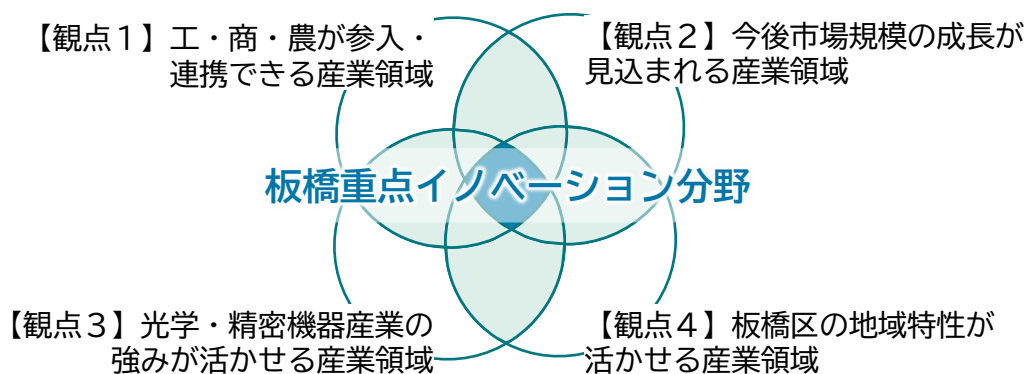 【観点１】工・商・農が参入・
連携できる産業領域
【観点２】今後市場規模の成長が
見込まれる産業領域
板橋重点イノベーション分野
【観点３】光学・精密機器産業の
強みが活かせる産業領域
【観点４】板橋区の地域特性が
活かせる産業領域